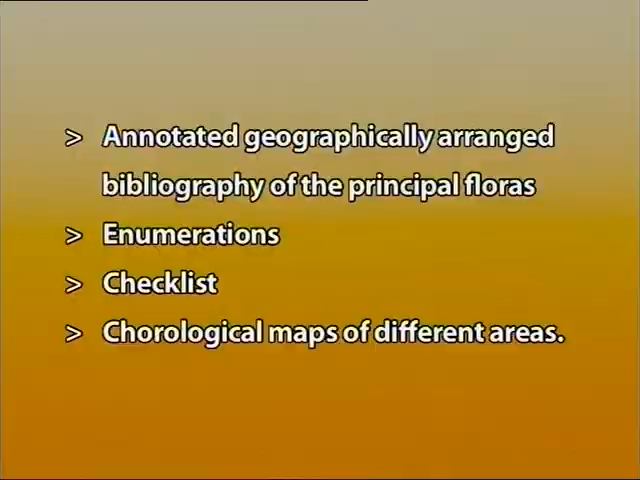 > Annotated geographically arranged
bibliography of the principal floras
> Enumerations
> Checklist
> Chorological maps of different areas.